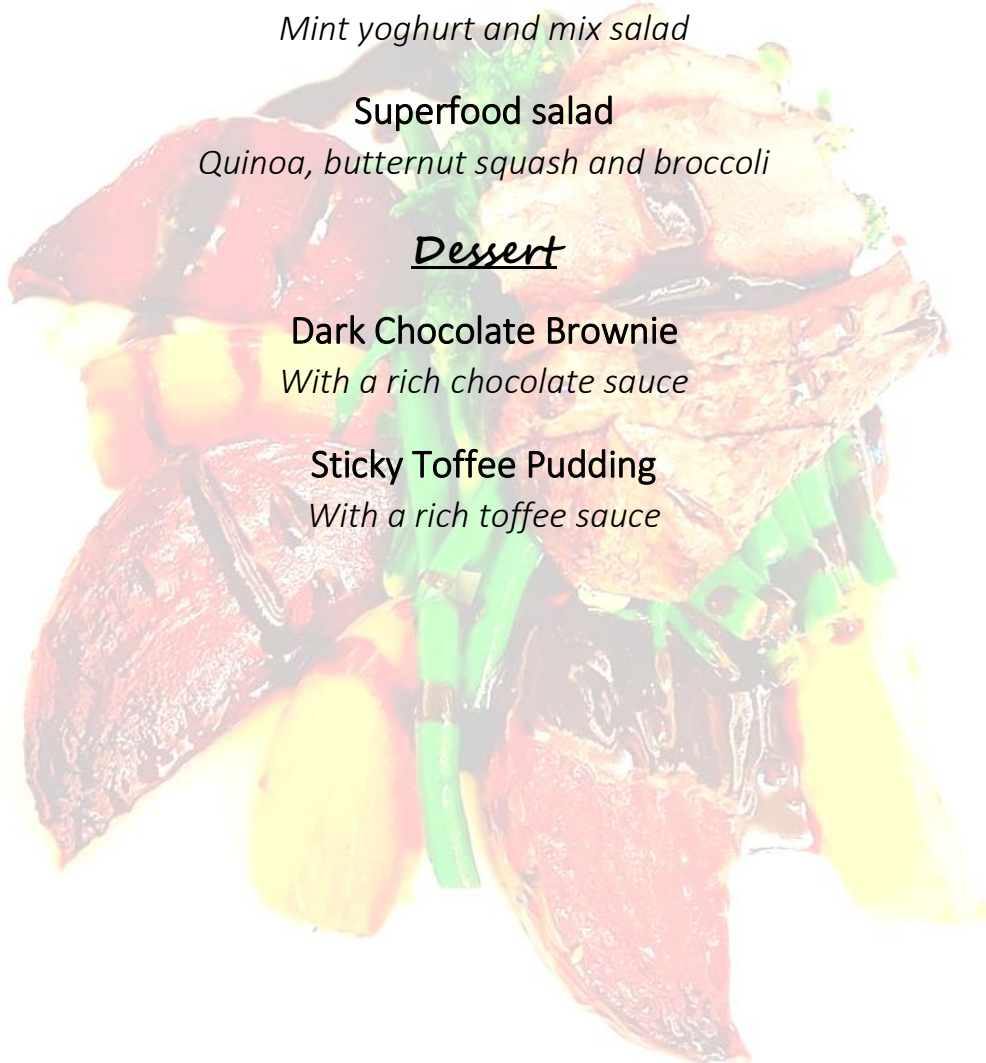 Mint yoghurt and mix salad
Superfood salad
Quinoa, butternut squash and broccoli
Dessert
Dark Chocolate Brownie
With a rich chocolate sauce
Sticky Toffee Pudding
With a rich toffee sauce